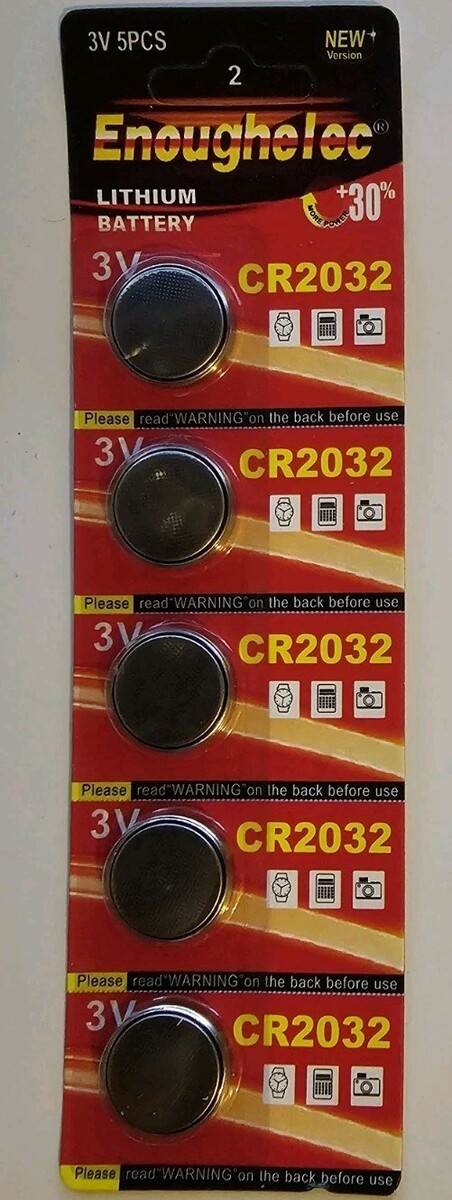 3V 5PCS
NEW
Version
2
Enoughelec®
LITHIUM
BATTERY
+30%
MORE POWER
3V
CR2032
Please read"WARNING"on the back before use
3V
CR2032
Please read"WARNING"on the back before use
3V
CR2032
Please read"WARNING"on the back before use
3V
CR2032
Please read"WARNING"on the back before use
3V
CR2032
Please read"WARNING"on the back before use